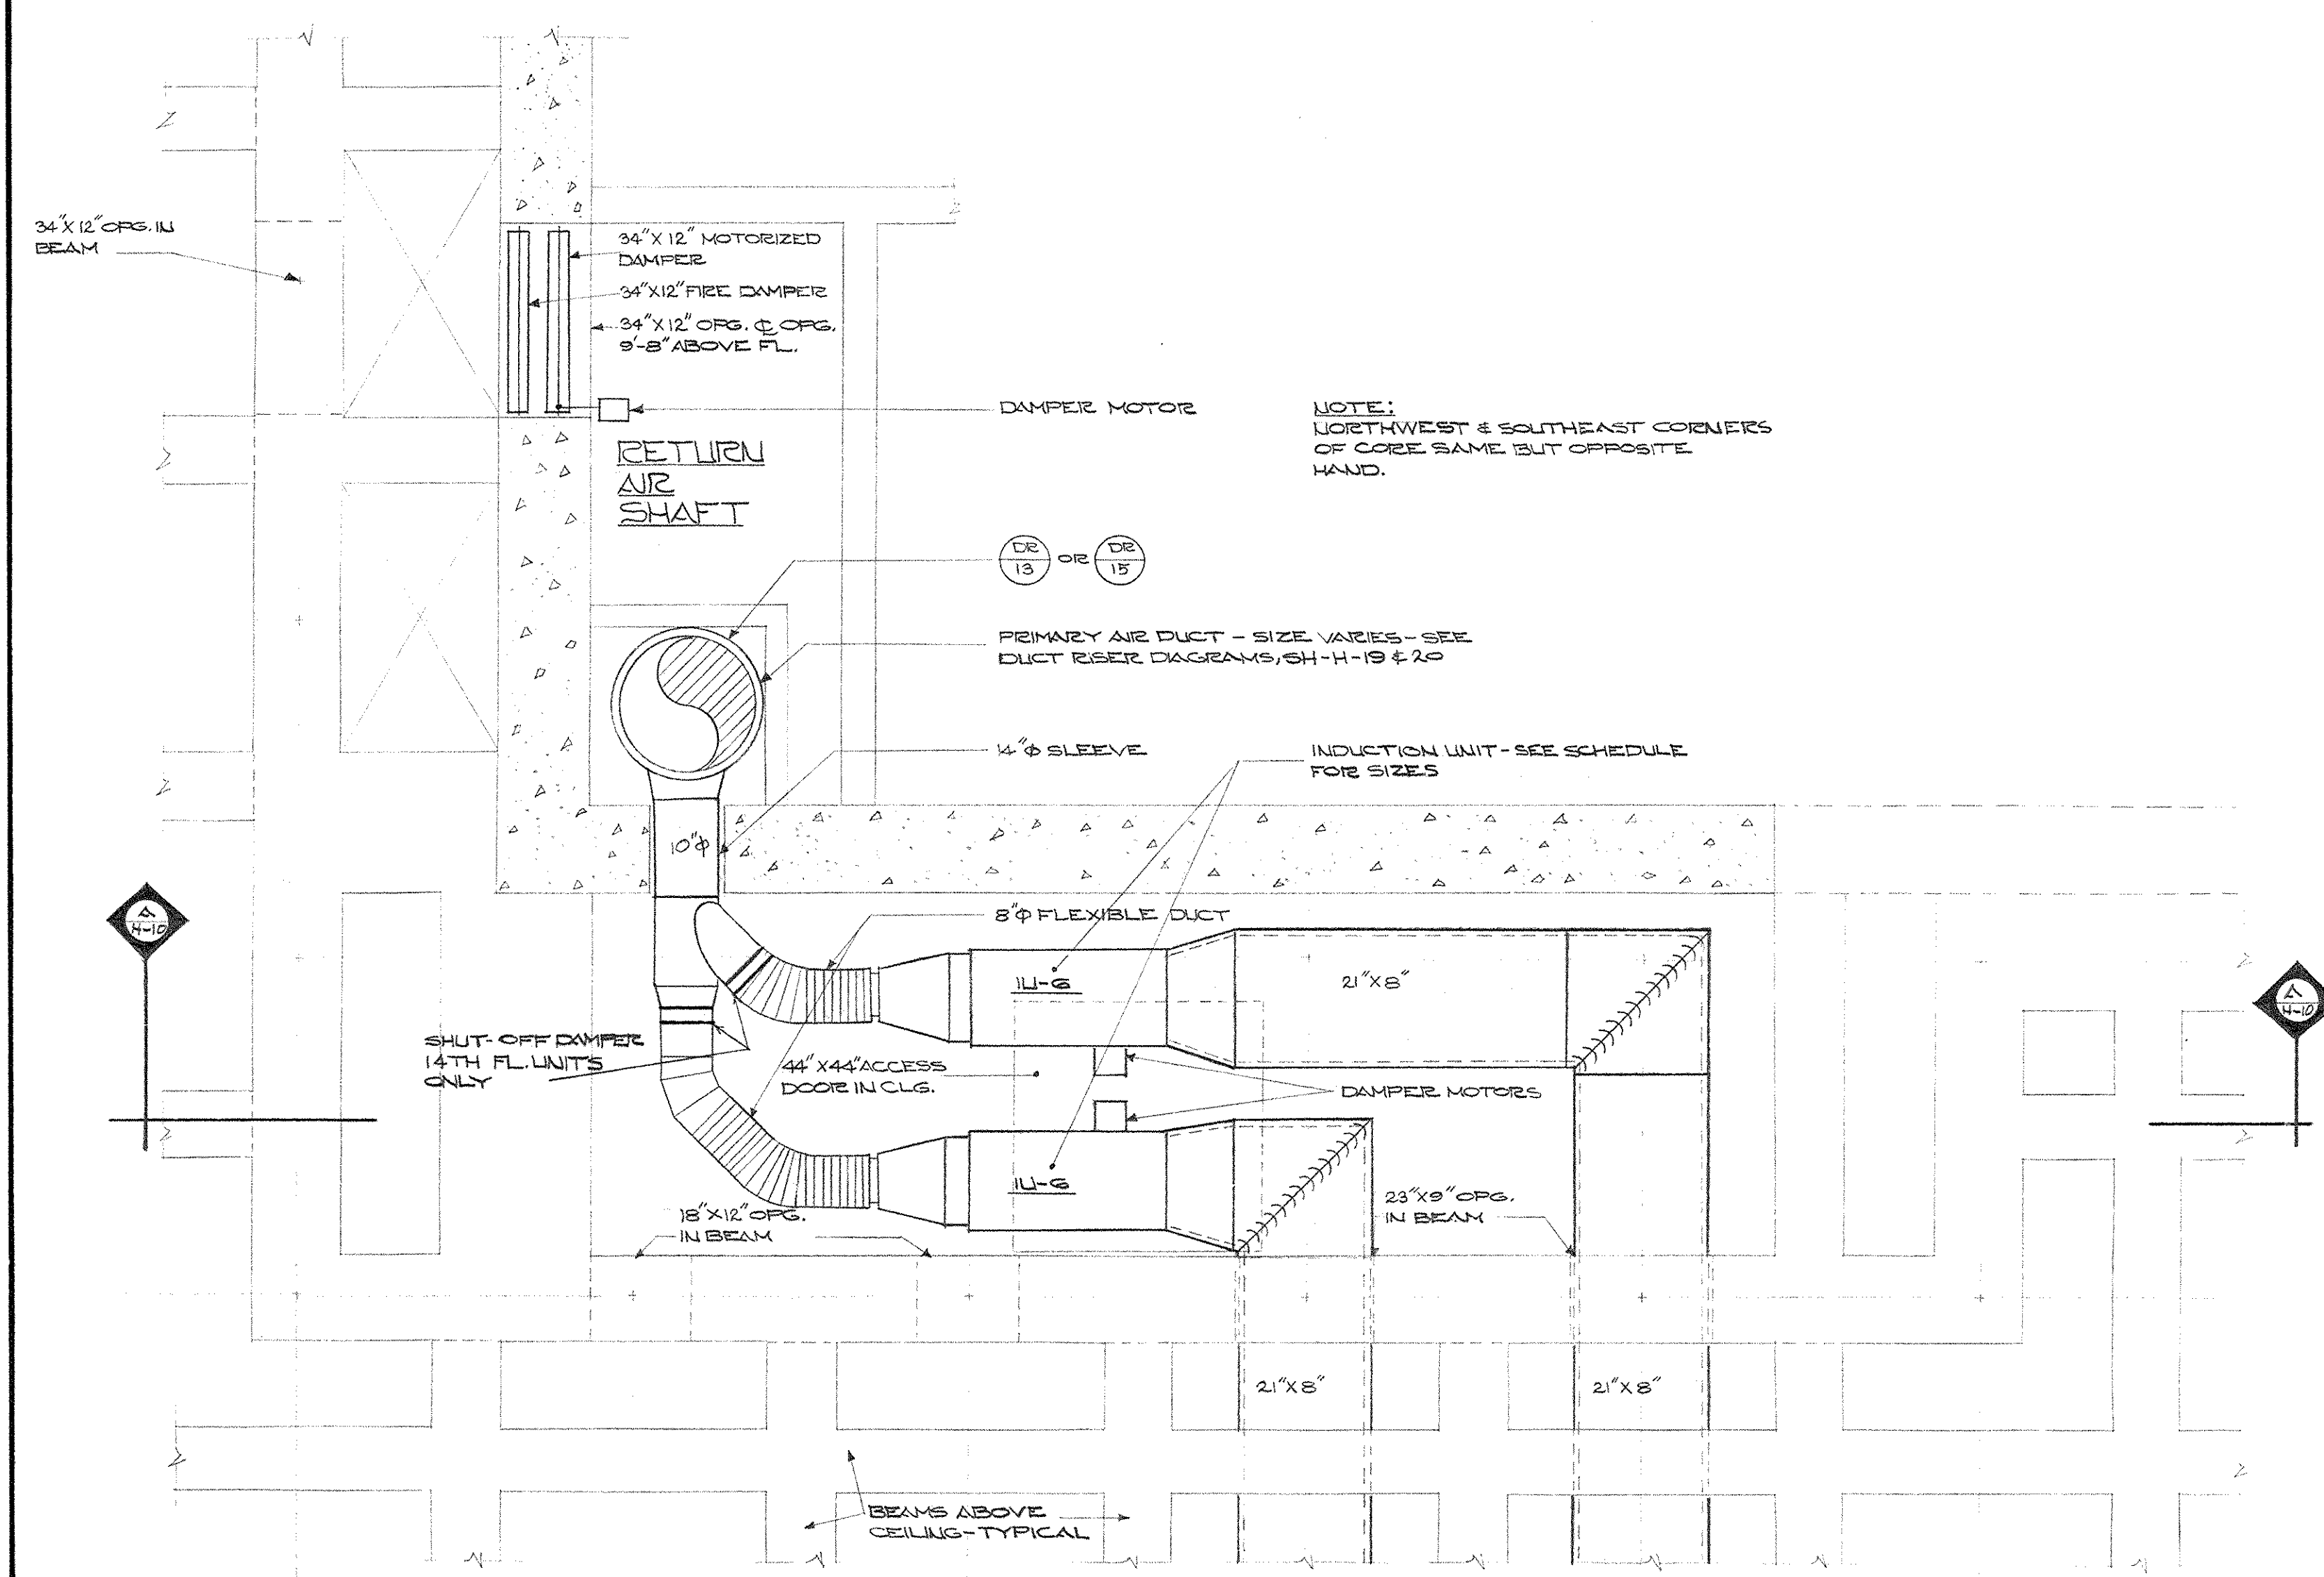 34"X12" OPG. IN
BEAM
34"X 12" MOTORIZED
DAMPER
34"X12" FIRE DAMPER
34"X12" OPG. ℄ OPG.
9'-8" ABOVE FL.
DAMPER MOTOR
NOTE:
NORTHWEST & SOUTHEAST CORNERS
OF CORE SAME BUT OPPOSITE
HAND.
RETURN
AIR
SHAFT
DR
13
OR
DR
15
PRIMARY AIR DUCT - SIZE VARIES - SEE
DUCT RISER DIAGRAMS, SH-H-19 & 20
14"Φ SLEEVE
INDUCTION UNIT - SEE SCHEDULE
FOR SIZES
10"Φ
A
H-10
8"Φ FLEXIBLE DUCT
IU-G
21"X8"
A
H-10
SHUT-OFF DAMPER
14TH FL. UNITS
ONLY
44"X44" ACCESS
DOOR IN CLG.
DAMPER MOTORS
IU-G
18"X12" OPG.
IN BEAM
23"X9" OPG.
IN BEAM
21"X8"
21"X8"
BEAMS ABOVE
CEILING-TYPICAL